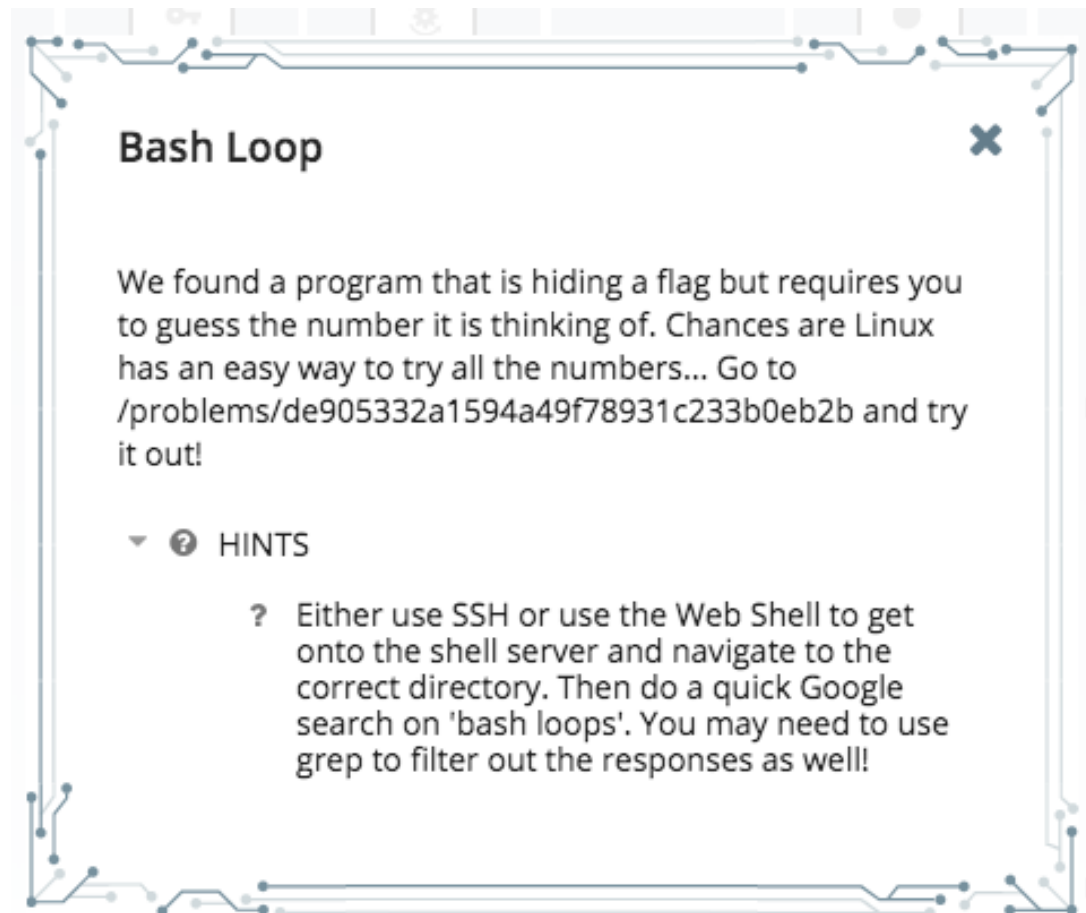 Bash Loop
We found a program that is hiding a flag but requires you
to guess the number it is thinking of. Chances are Linux
has an easy way to try all the numbers... Go to
/problems/de905332a1594a49f78931c233b0eb2b and try
it out!
HINTS
? Either use SSH or use the Web Shell to get
onto the shell server and navigate to the
correct directory. Then do a quick Google
search on 'bash loops'. You may need to use
grep to filter out the responses as well!